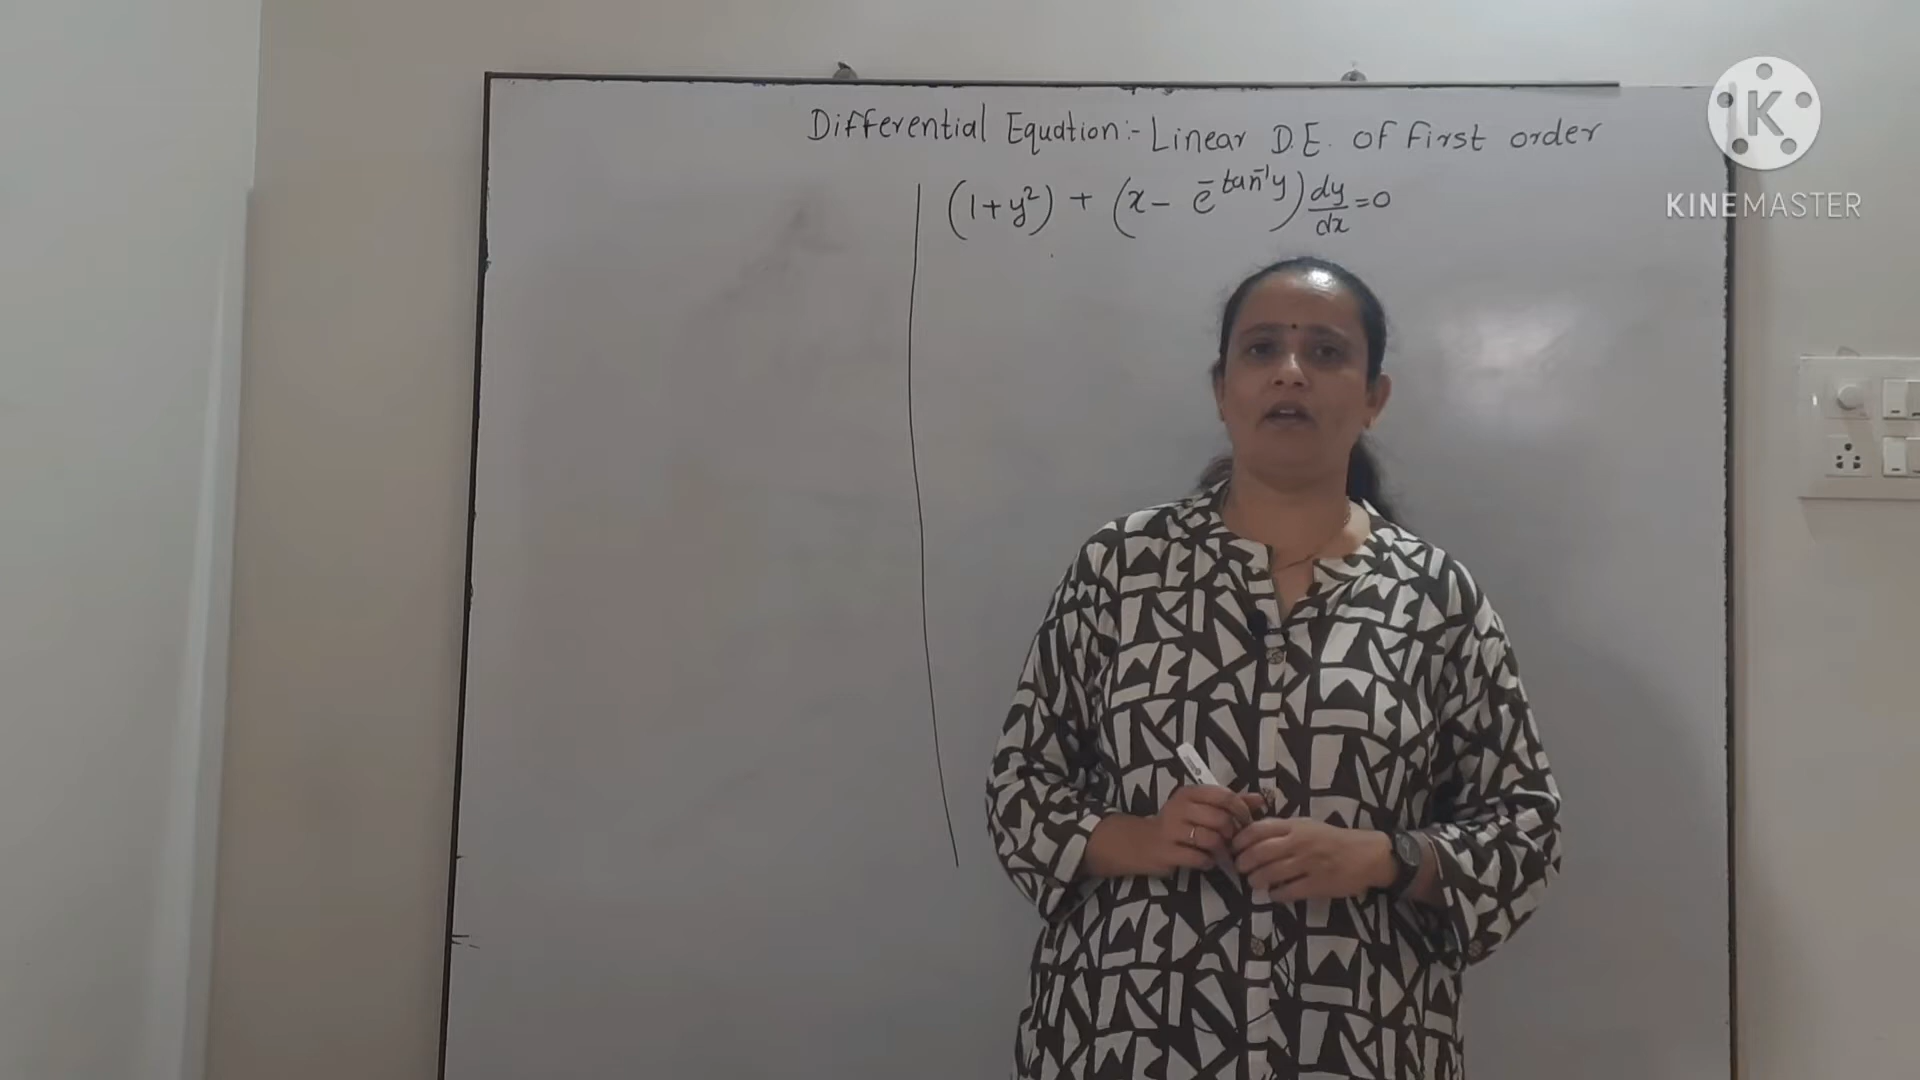 Differential Equation:- Linear D.E. of First order
(1+y²) + (x - e^-tan⁻¹y) dy/dx = 0
K
KINEMASTER